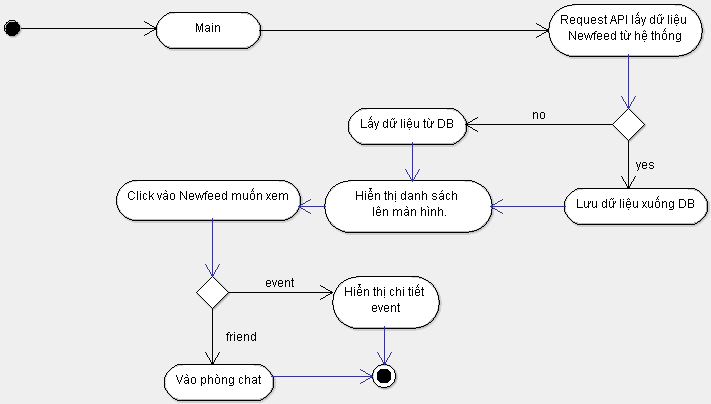 Main
Request API lấy dữ liệu
Newfeed từ hệ thống
no
Lấy dữ liệu từ DB
yes
Click vào Newfeed muốn xem
Hiển thị danh sách
lên màn hình.
Lưu dữ liệu xuống DB
event
Hiển thị chi tiết
event
friend
Vào phòng chat